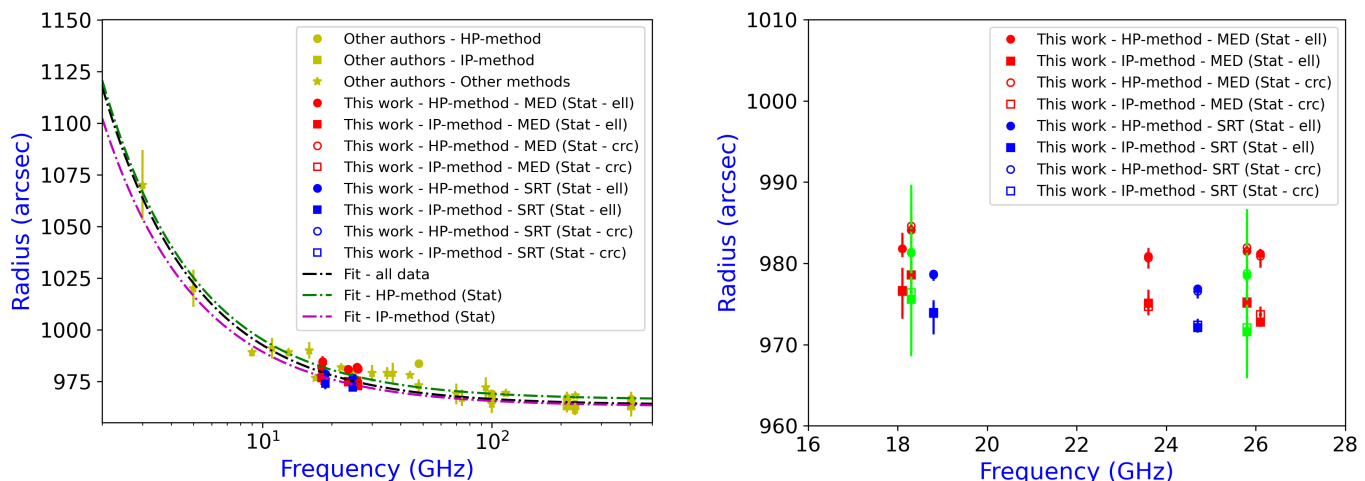 1150
1125
1100
1075
1050
1025
1000
975
Radius (arcsec)
10¹
10²
Frequency (GHz)
Other authors - HP-method
Other authors - IP-method
Other authors - Other methods
This work - HP-method - MED (Stat - ell)
This work - IP-method - MED (Stat - ell)
This work - HP-method - MED (Stat - crc)
This work - IP-method - MED (Stat - crc)
This work - HP-method - SRT (Stat - ell)
This work - IP-method - SRT (Stat - ell)
This work - HP-method - SRT (Stat - crc)
This work - IP-method - SRT (Stat - crc)
Fit - all data
Fit - HP-method (Stat)
Fit - IP-method (Stat)
1010
1000
990
980
970
960
Radius (arcsec)
16 18 20 22 24 26 28
Frequency (GHz)
This work - HP-method - MED (Stat - ell)
This work - IP-method - MED (Stat - ell)
This work - HP-method - MED (Stat - crc)
This work - IP-method - MED (Stat - crc)
This work - HP-method - SRT (Stat - ell)
This work - IP-method - SRT (Stat - ell)
This work - HP-method- SRT (Stat - crc)
This work - IP-method - SRT (Stat - crc)